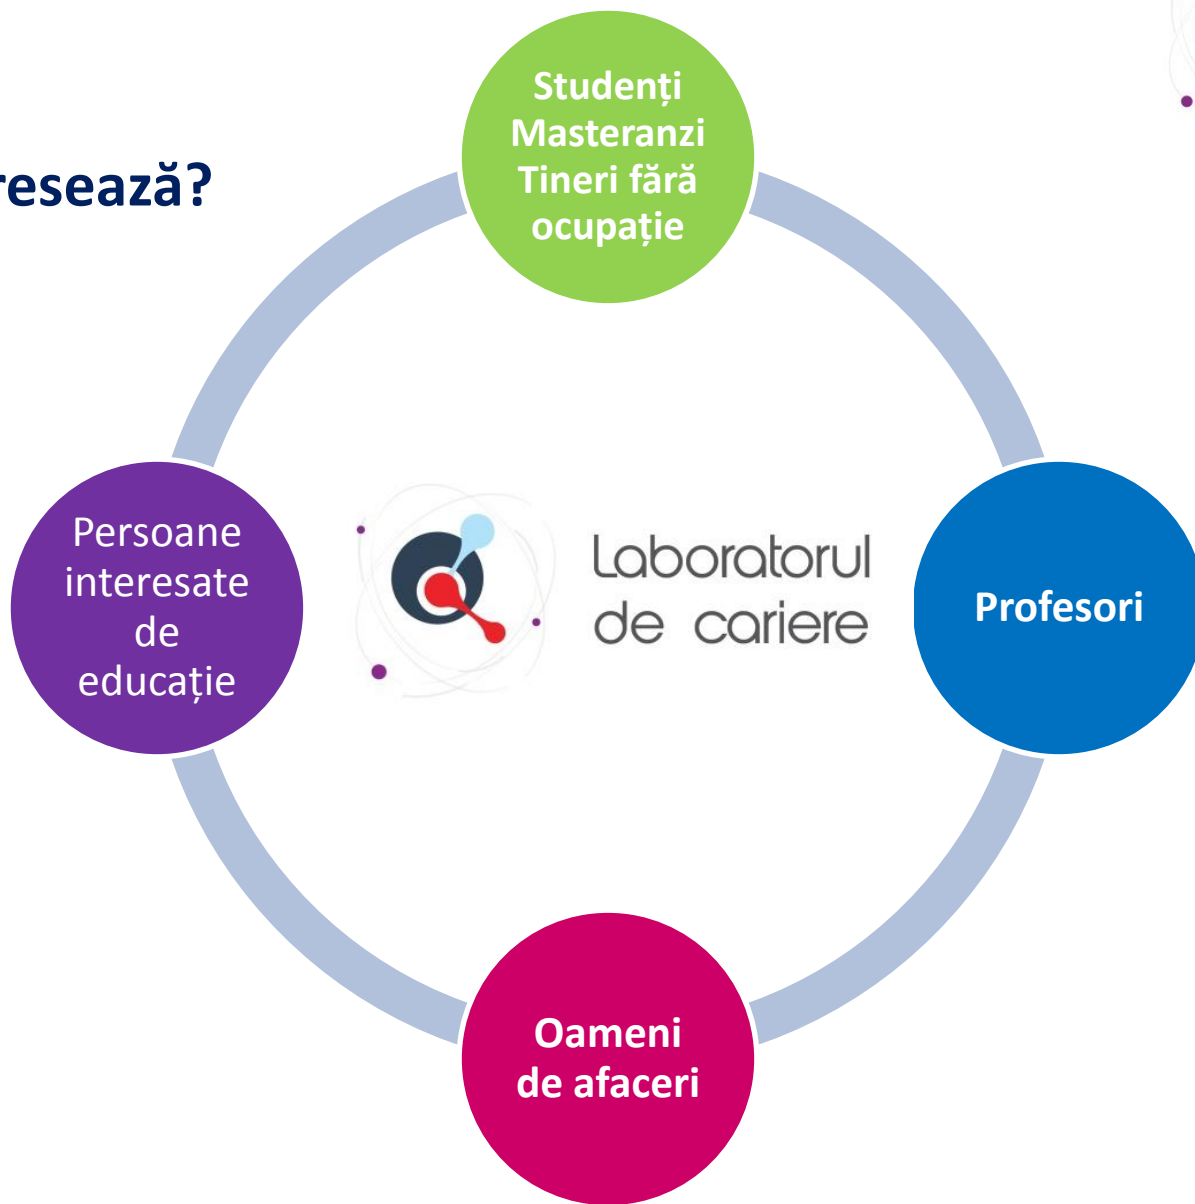 resează?
Studenți
Masteranzi
Tineri fără
ocupație
Persoane
interesate
de
educație
Laboratorul
de cariere
Profesori
Oameni
de afaceri